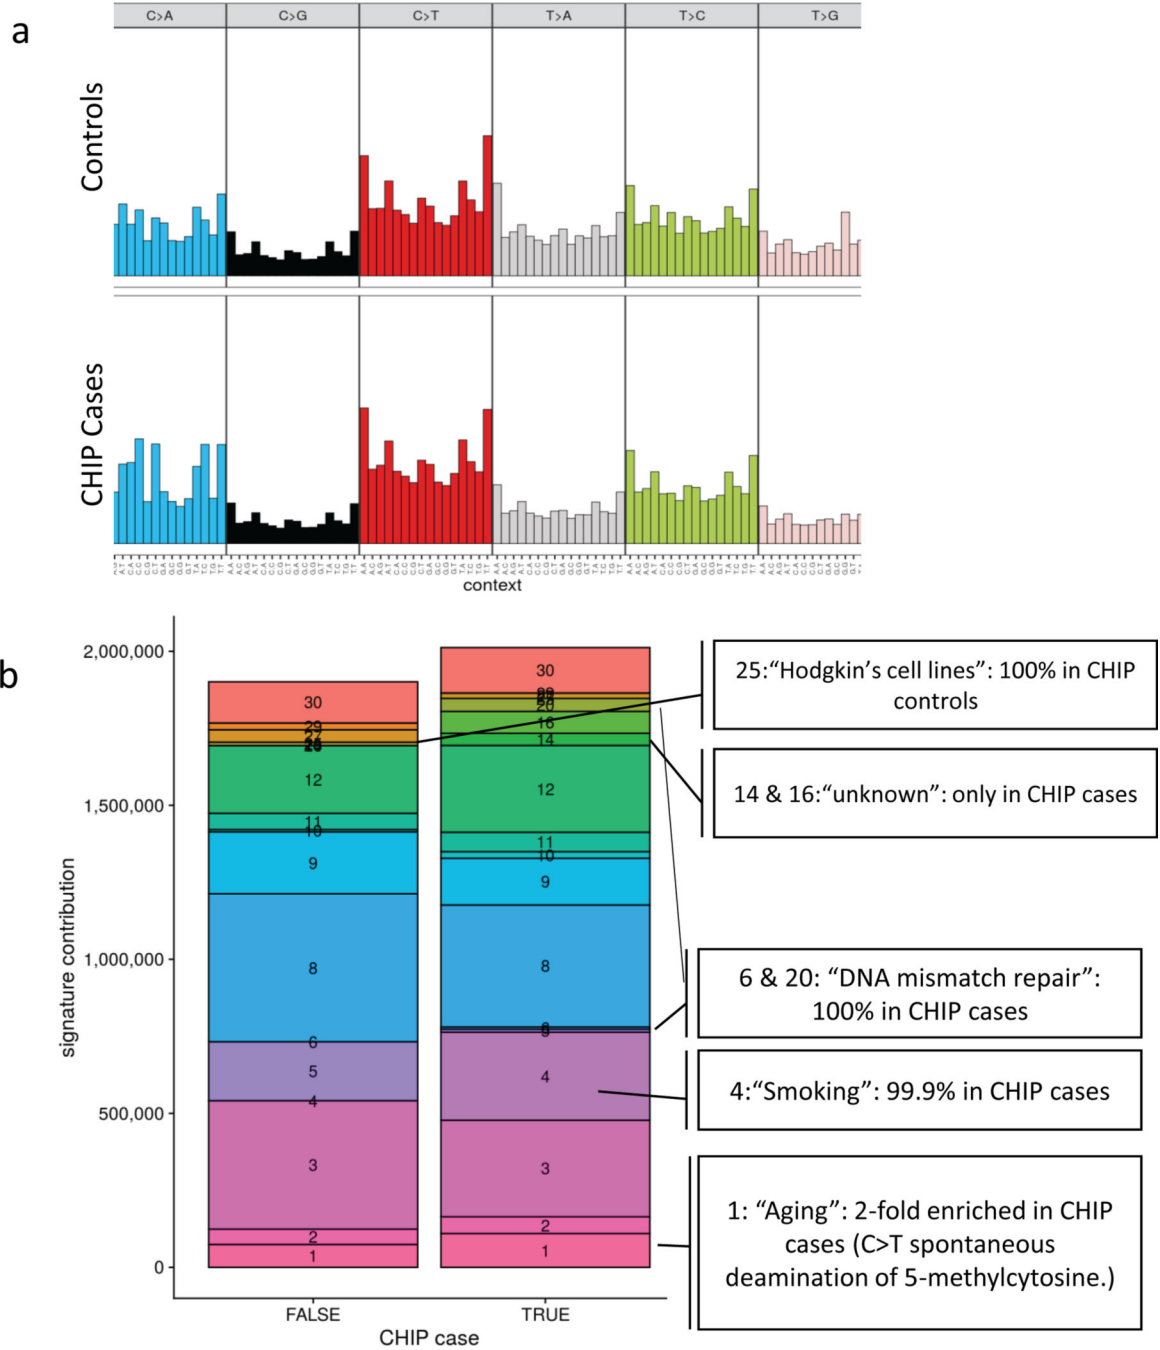 a
C>A C>G C>T T>A T>C T>G
Controls
CHIP Cases
context
b
2,000,000
1,500,000
1,000,000
500,000
0
signature contribution
30
29
27
12
11
10
9
8
6
5
4
3
2
1
30
20
16
14
12
11
10
9
8
4
3
2
1
FALSE TRUE
CHIP case
25:“Hodgkin’s cell lines”: 100% in CHIP
controls
14 & 16:“unknown”: only in CHIP cases
6 & 20: “DNA mismatch repair”:
100% in CHIP cases
4:“Smoking”: 99.9% in CHIP cases
1: “Aging”: 2-fold enriched in CHIP
cases (C>T spontaneous
deamination of 5-methylcytosine.)